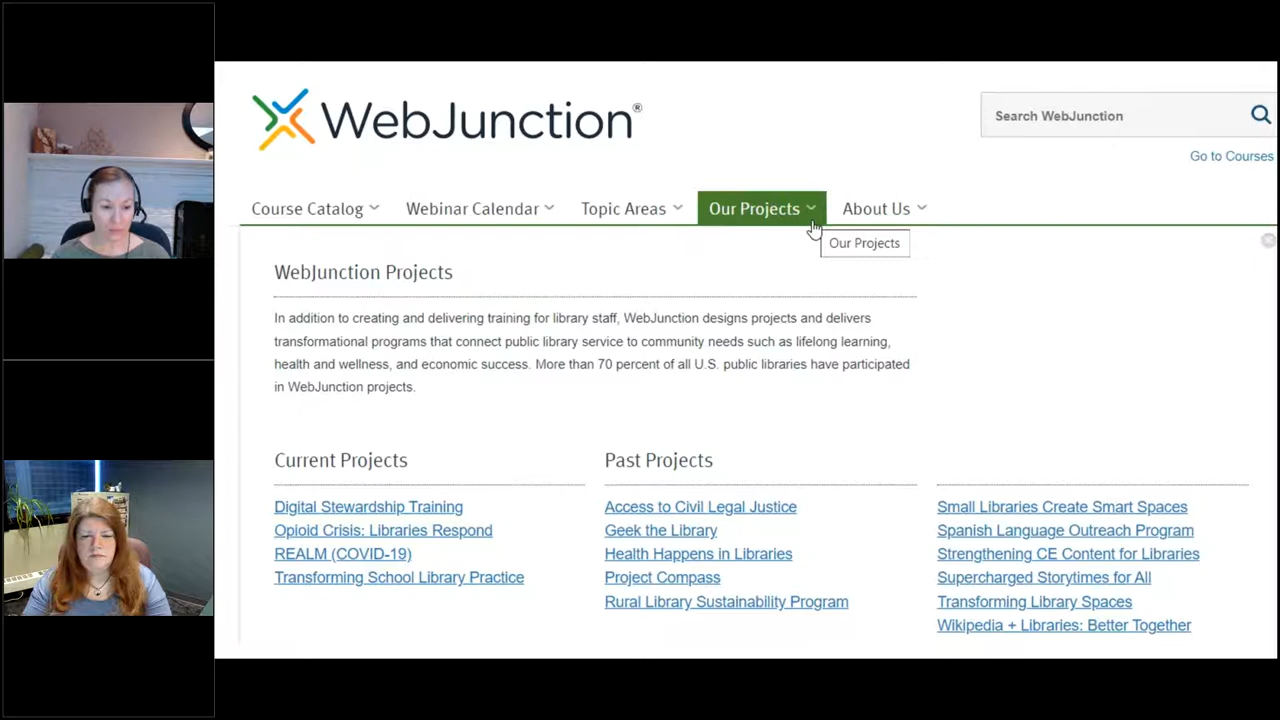 WebJunction®
Search WebJunction
Go to Courses
Course Catalog
Webinar Calendar
Topic Areas
Our Projects
About Us
Our Projects
WebJunction Projects
In addition to creating and delivering training for library staff, WebJunction designs projects and delivers
transformational programs that connect public library service to community needs such as lifelong learning,
health and wellness, and economic success. More than 70 percent of all U.S. public libraries have participated
in WebJunction projects.
Current Projects
Digital Stewardship Training
Opioid Crisis: Libraries Respond
REALM (COVID-19)
Transforming School Library Practice
Past Projects
Access to Civil Legal Justice
Geek the Library
Health Happens in Libraries
Project Compass
Rural Library Sustainability Program
Small Libraries Create Smart Spaces
Spanish Language Outreach Program
Strengthening CE Content for Libraries
Supercharged Storytimes for All
Transforming Library Spaces
Wikipedia + Libraries: Better Together